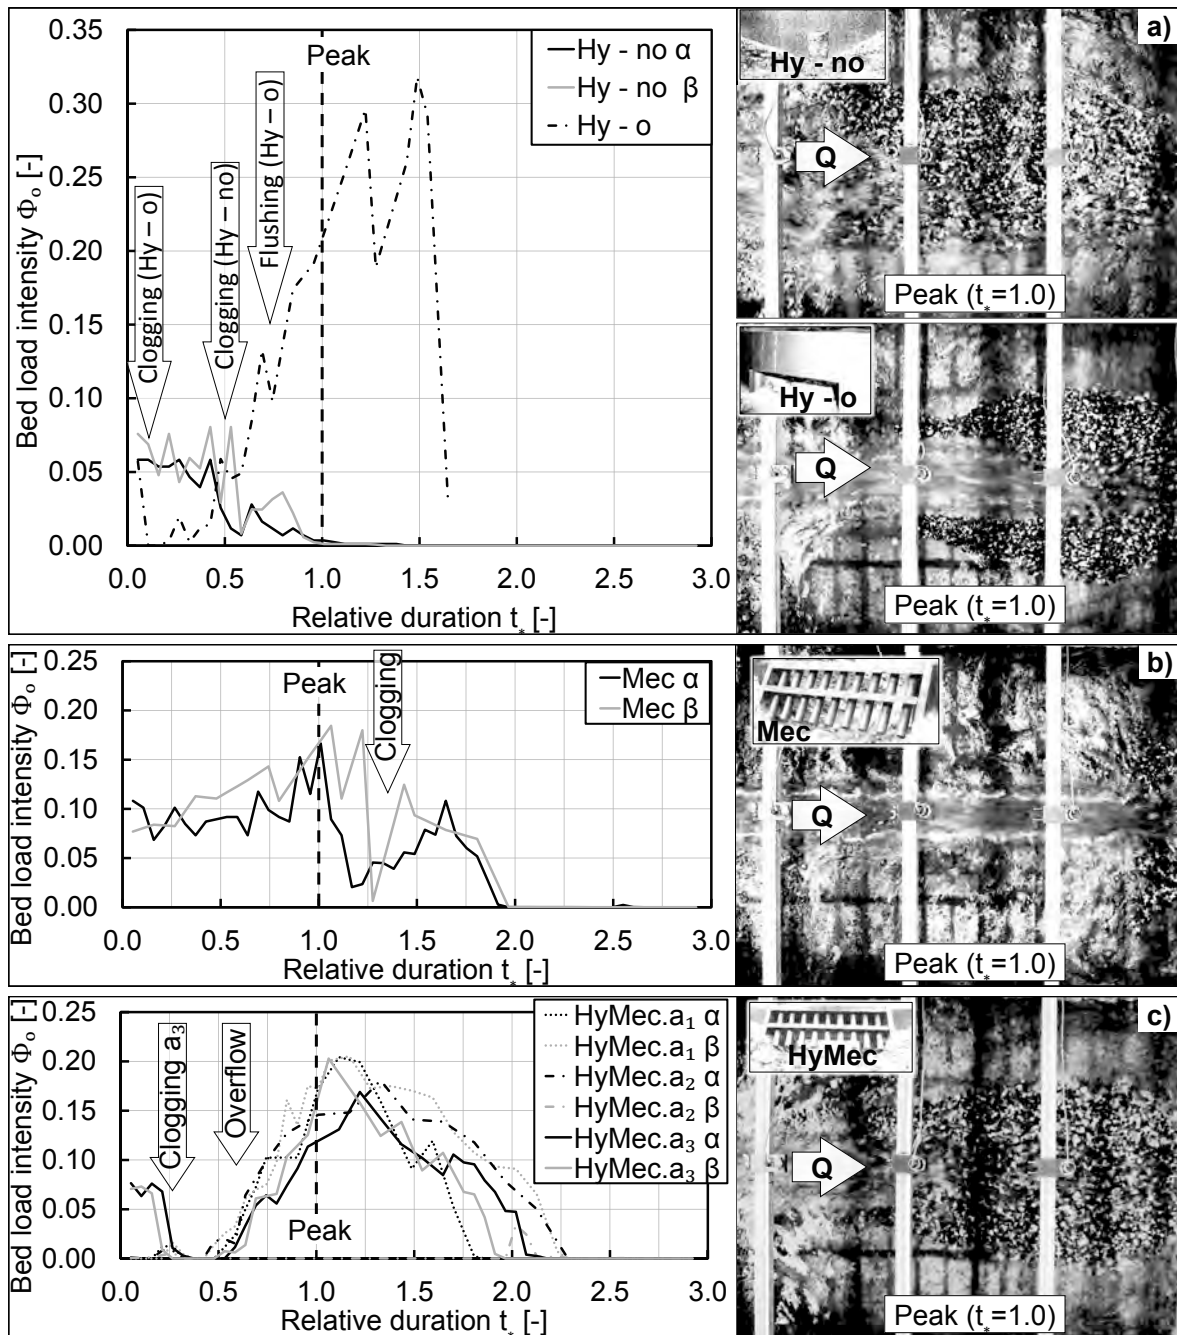 a)
0.35
0.30
0.25
0.20
0.15
0.10
0.05
0.00
Bed load intensity Φₒ [-]
Clogging (Hy – o)
Clogging (Hy – no)
Flushing (Hy – o)
Peak
Hy - no α
Hy - no β
Hy - o
0.0 0.5 1.0 1.5 2.0 2.5 3.0
Relative duration t* [-]
Hy - no
Q
Peak (t*=1.0)
Hy - o
Q
Peak (t*=1.0)
b)
0.25
0.20
0.15
0.10
0.05
0.00
Bed load intensity Φₒ [-]
Peak
Clogging
Mec α
Mec β
0.0 0.5 1.0 1.5 2.0 2.5 3.0
Relative duration t* [-]
Mec
Q
Peak (t*=1.0)
c)
0.25
0.20
0.15
0.10
0.05
0.00
Bed load intensity Φₒ [-]
Clogging a₃
Overflow
Peak
HyMec.a₁ α
HyMec.a₁ β
HyMec.a₂ α
HyMec.a₂ β
HyMec.a₃ α
HyMec.a₃ β
0.0 0.5 1.0 1.5 2.0 2.5 3.0
Relative duration t* [-]
HyMec
Q
Peak (t*=1.0)